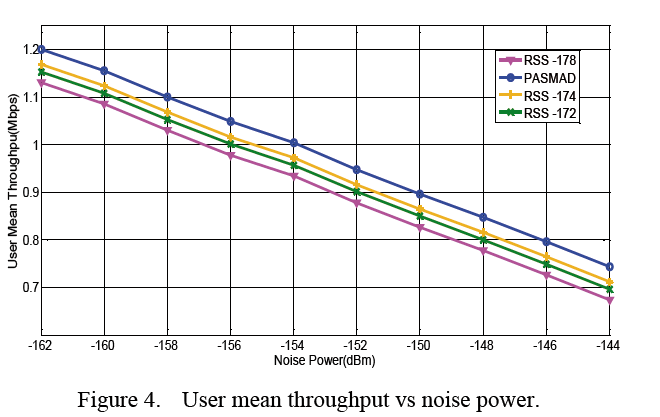 1.2
1.1
1
0.9
0.8
0.7
User Mean Throughpu(Mbps)
RSS -178
PASMAD
RSS -174
RSS -172
-162 -160 -158 -156 -154 -152 -150 -148 -146 -144
Noise Power(dBm)
Figure 4. User mean throughput vs noise power.